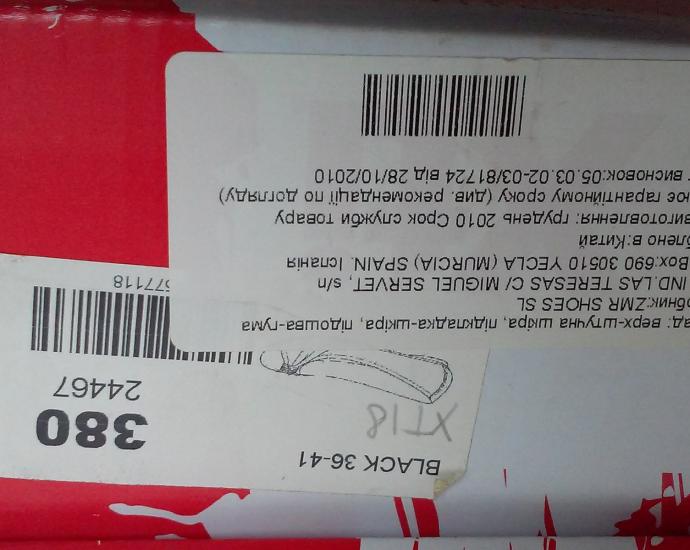 BLACK 36-41
XT18
380
24467
577118
ад: верх-штучна шкіра, підкладка-шкіра, підошва-гума
обник:ZMR SHOES SL
IND.LAS TERESAS C/ MIGUEL SERVET, s/n
Box:690 30510 YECLA (MURCIA) SPAIN. Іспанія
блено в:Китай
виготовлення: грудень 2010 Срок служби товару
нює гарантійному сроку (див. рекомендації по догляду)
висновок:05.03.02-03/81724 від 28/10/2010